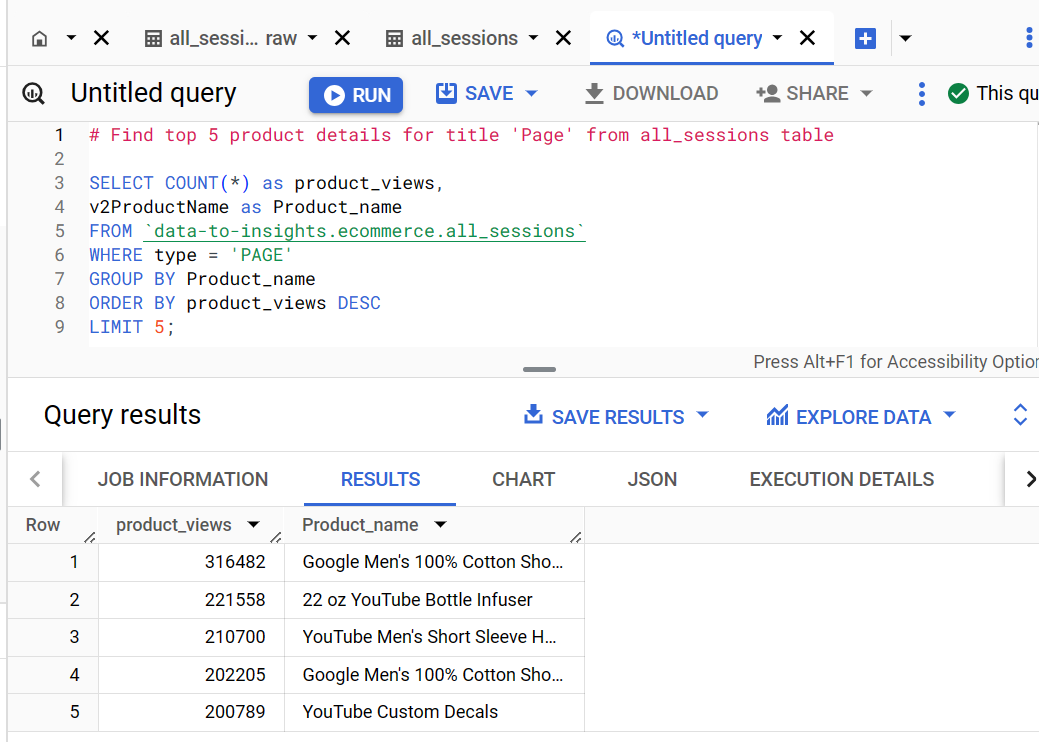 all_sessi... raw
all_sessions
*Untitled query
Untitled query
RUN
SAVE
DOWNLOAD
SHARE
This qu
1 # Find top 5 product details for title 'Page' from all_sessions table
2
3 SELECT COUNT(*) as product_views,
4 v2ProductName as Product_name
5 FROM `data-to-insights.ecommerce.all_sessions`
6 WHERE type = 'PAGE'
7 GROUP BY Product_name
8 ORDER BY product_views DESC
9 LIMIT 5;
Press Alt+F1 for Accessibility Option
Query results
SAVE RESULTS
EXPLORE DATA
JOB INFORMATION
RESULTS
CHART
JSON
EXECUTION DETAILS
Row product_views Product_name
1 316482 Google Men's 100% Cotton Sho...
2 221558 22 oz YouTube Bottle Infuser
3 210700 YouTube Men's Short Sleeve H...
4 202205 Google Men's 100% Cotton Sho...
5 200789 YouTube Custom Decals